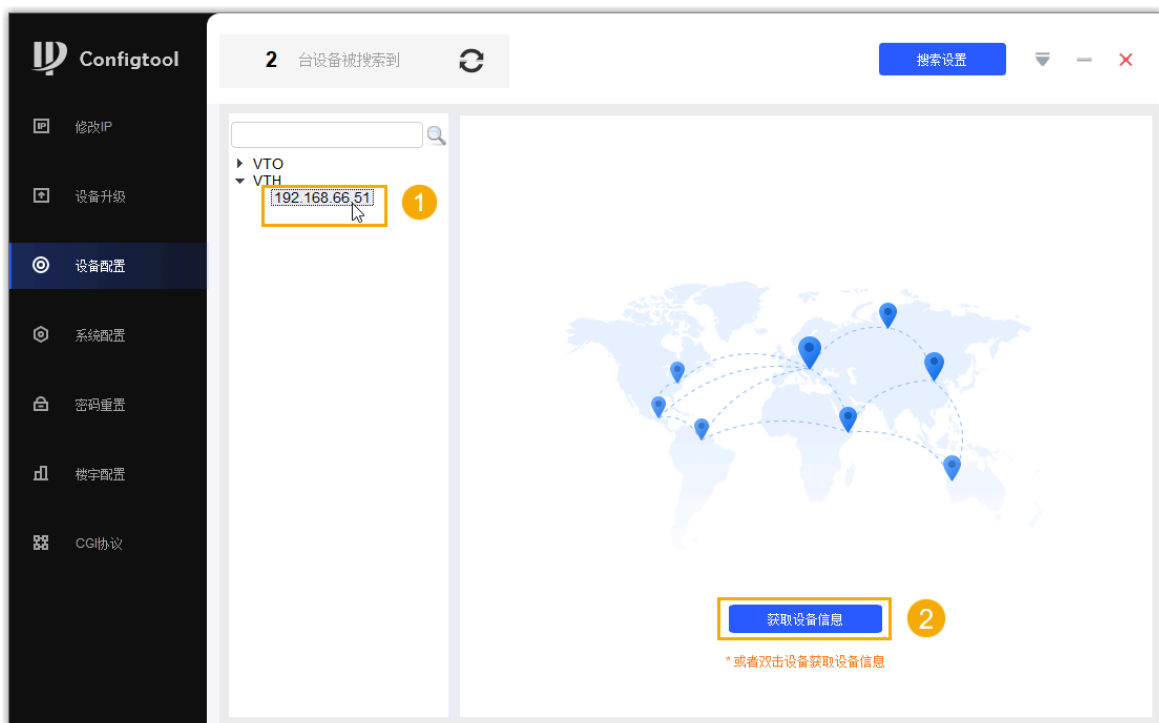 Configtool
2 台设备被搜索到
搜索设置
修改IP
设备升级
设备配置
系统配置
密码重置
楼宇配置
CGI协议
VTO
VTH
192.168.66.51
1
获取设备信息
2
* 或者双击设备获取设备信息